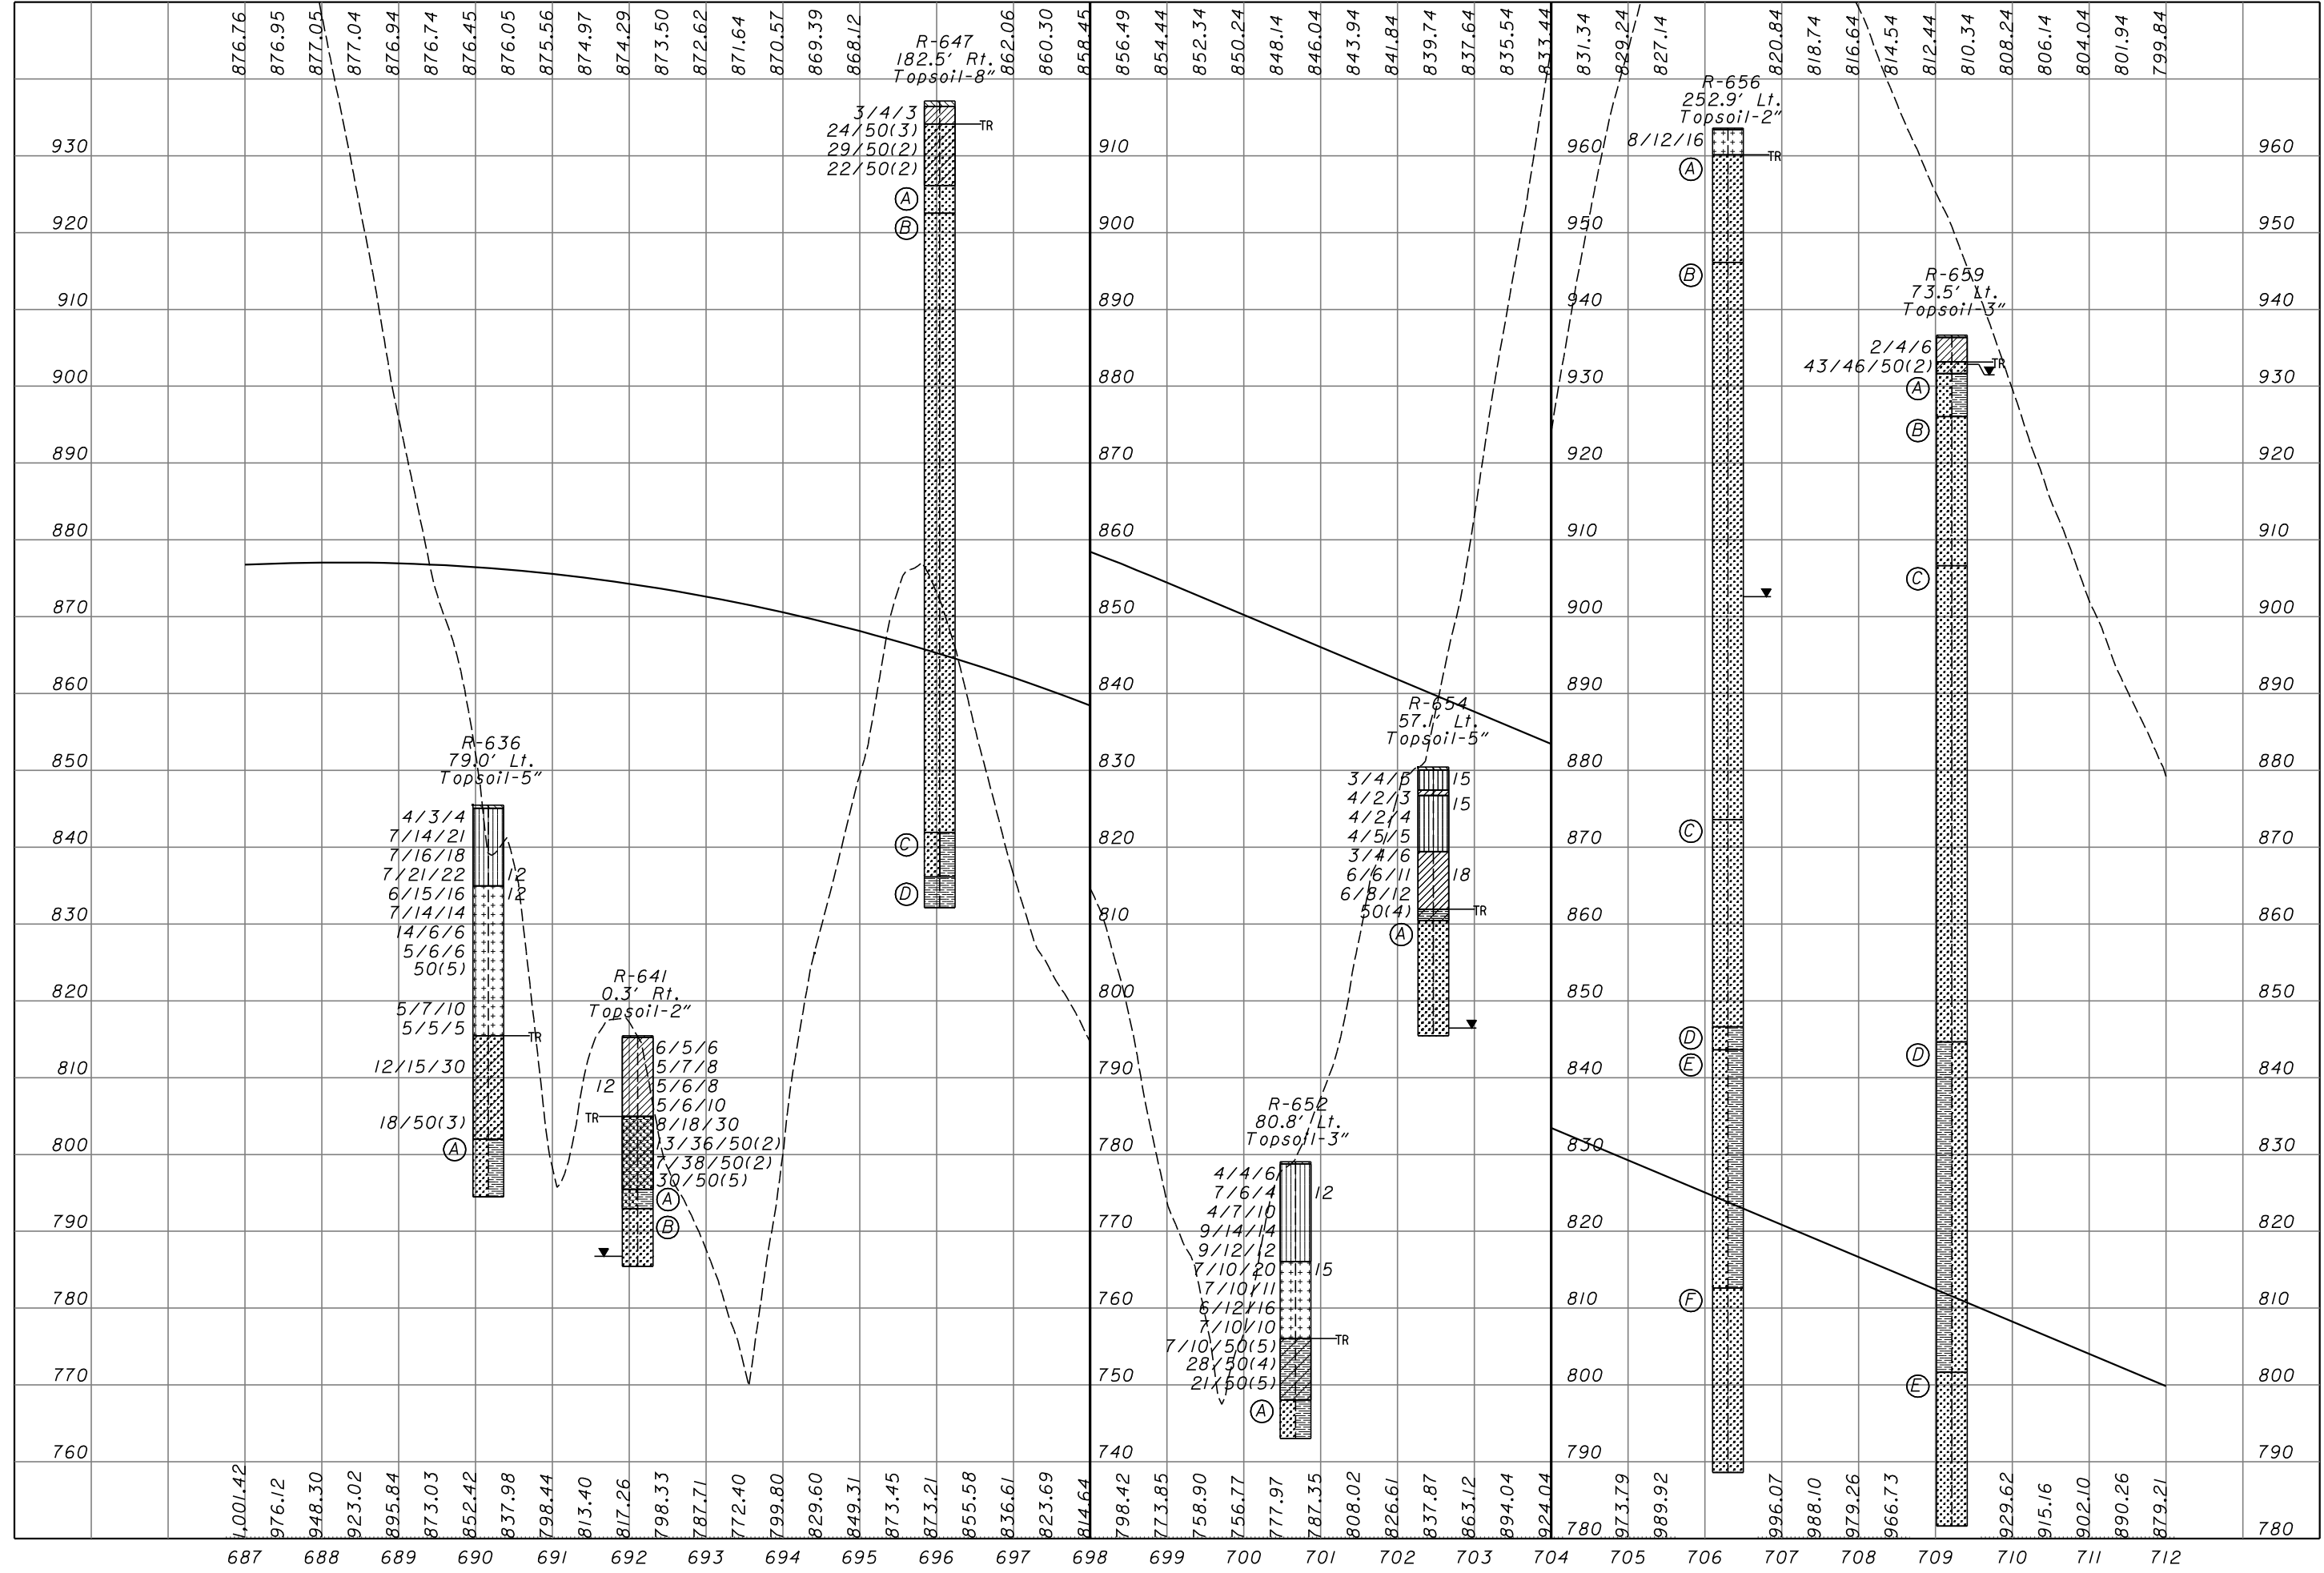 876.76 876.95 877.05 877.04 876.94 876.74 876.45 876.05 875.56 874.97 874.29 873.50 872.62 871.64 870.57 869.39 868.12 862.06 860.30 858.45 856.49 854.44 852.34 850.24 848.14 846.04 843.94 841.84 839.74 837.64 835.54 833.44 831.34 829.24 827.14 820.84 818.74 816.64 814.54 812.44 810.34 808.24 806.14 804.04 801.94 799.84
R-647
182.5' Rt.
Topsoil-8"
3/4/3
24/50(3)
29/50(2)
22/50(2)
TR
A
B
C
D
R-656
252.9' Lt.
Topsoil-2"
8/12/16
TR
A
B
C
D
E
F
R-659
73.5' Lt.
Topsoil-3"
2/4/6
43/46/50(2)
TR
A
B
C
D
E
R-636
79.0' Lt.
Topsoil-5"
4/3/4
7/14/21
7/16/18
7/21/22 12
6/15/16 12
7/14/14
14/6/6
5/6/6
50(5)
5/7/10
5/5/5
TR
12/15/30
18/50(3)
A
R-641
0.3' Rt.
Topsoil-2"
6/5/6
5/7/8
12 5/6/8
5/6/10
TR 8/18/30
13/36/50(2)
7/38/50(2)
30/50(5)
A
B
R-654
57.1' Lt.
Topsoil-5"
3/4/5 15
4/2/3 15
4/2/4
4/5/5
3/4/6
6/6/11 18
6/8/12
50(4) TR
A
R-652
80.8' Lt.
Topsoil-3"
4/4/6
7/6/4 12
4/7/10
9/14/14
9/12/12
7/10/20 15
7/10/11
6/12/16
7/10/10
7/10/50(5) TR
28/50(4)
21/50(5)
A
930 910 960 960
920 900 950 950
910 890 940 940
900 880 930 930
890 870 920 920
880 860 910 910
870 850 900 900
860 840 890 890
850 830 880 880
840 820 870 870
830 810 860 860
820 800 850 850
810 790 840 840
800 780 830 830
790 770 820 820
780 760 810 810
770 750 800 800
760 740 790 790
780 780
1,001.42 976.12 948.30 923.02 895.84 873.03 852.42 837.98 798.44 813.40 817.26 798.33 787.71 772.40 799.80 829.60 849.31 873.45 873.21 855.58 836.61 823.69 814.64 798.42 773.85 758.90 756.77 777.97 787.35 808.02 826.61 837.87 863.12 894.04 924.04 973.79 989.92 996.07 988.10 979.26 966.73 929.62 915.16 902.10 890.26 879.21
687 688 689 690 691 692 693 694 695 696 697 698 699 700 701 702 703 704 705 706 707 708 709 710 711 712